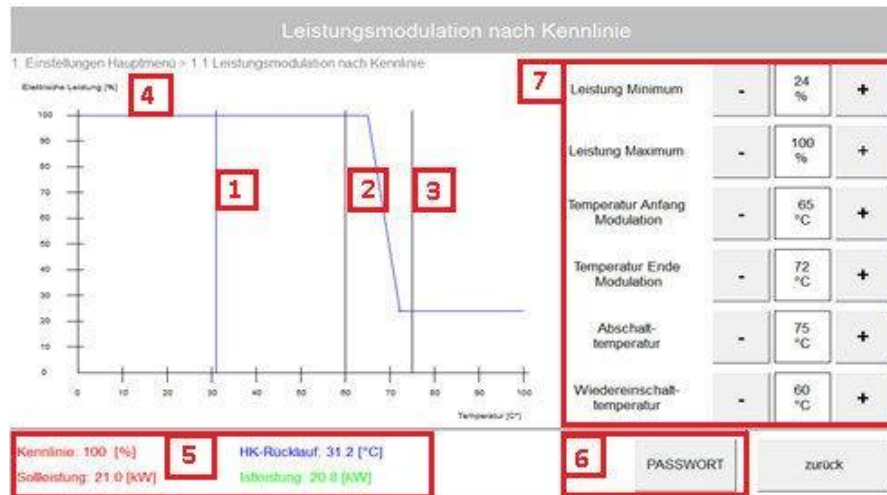 Leistungsmodulation nach Kennlinie
1. Einstellungen Hauptmenü > 1.1 Leistungsmodulation nach Kennlinie
Elektrische Leistung [%]
4
100
90
80
70
60
50
40
30
20
10
0
1
2
3
0 10 20 30 40 50 60 70 80 90 100
Temperatur [C°]
7
Leistung Minimum - 24 % +
Leistung Maximum - 100 % +
Temperatur Anfang
Modulation - 65 °C +
Temperatur Ende
Modulation - 72 °C +
Abschalt-
temperatur - 75 °C +
Wiedereinschalt-
temperatur - 60 °C +
Kennlinie: 100 [%] 5 HK-Rücklauf: 31.2 [°C]
Sollleistung: 21.0 [kW] Istleistung: 20.8 [kW]
6 PASSWORT zurück